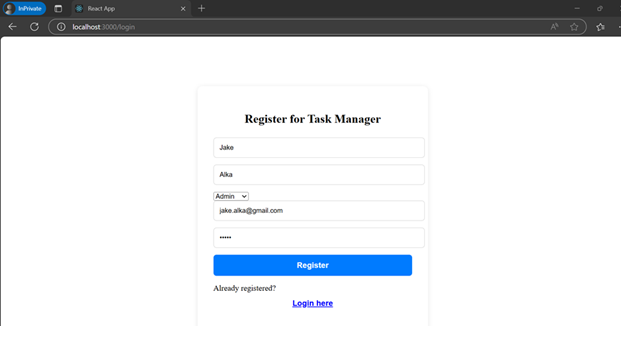 InPrivate
React App
localhost:3000/login
Register for Task Manager
Jake
Alka
Admin
jake.alka@gmail.com
•••••
Register
Already registered?
Login here